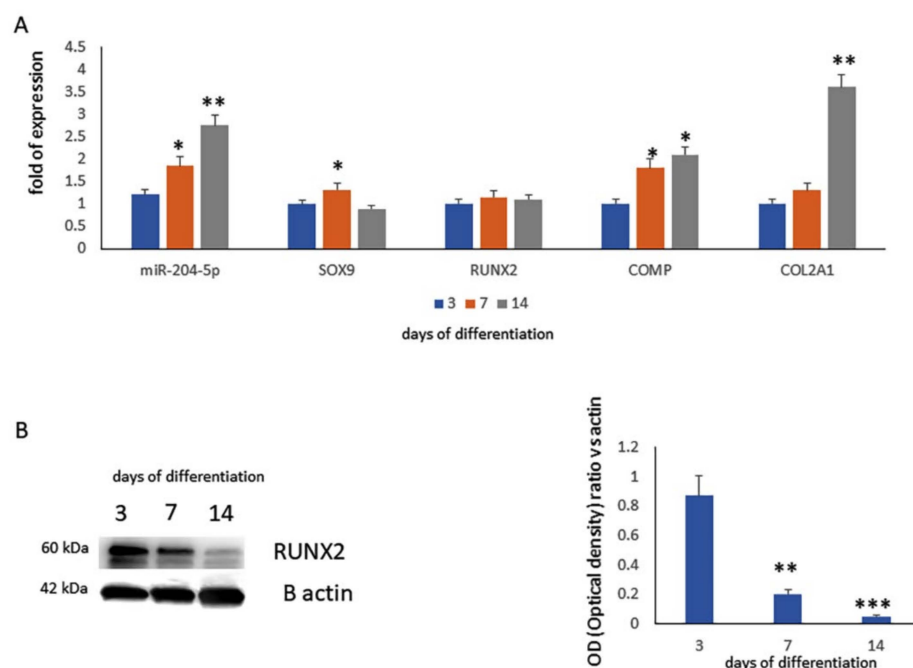 A
fold of expression
4.5
4
3.5
3
2.5
2
1.5
1
0.5
0
* ** * * * **
miR-204-5p SOX9 RUNX2 COMP COL2A1
3 7 14
days of differentiation
B
days of differentiation
3 7 14
60 kDa RUNX2
42 kDa B actin
OD (Optical density) ratio vs actin
1.2
1
0.8
0.6
0.4
0.2
0
** ***
3 7 14
days of differentiation